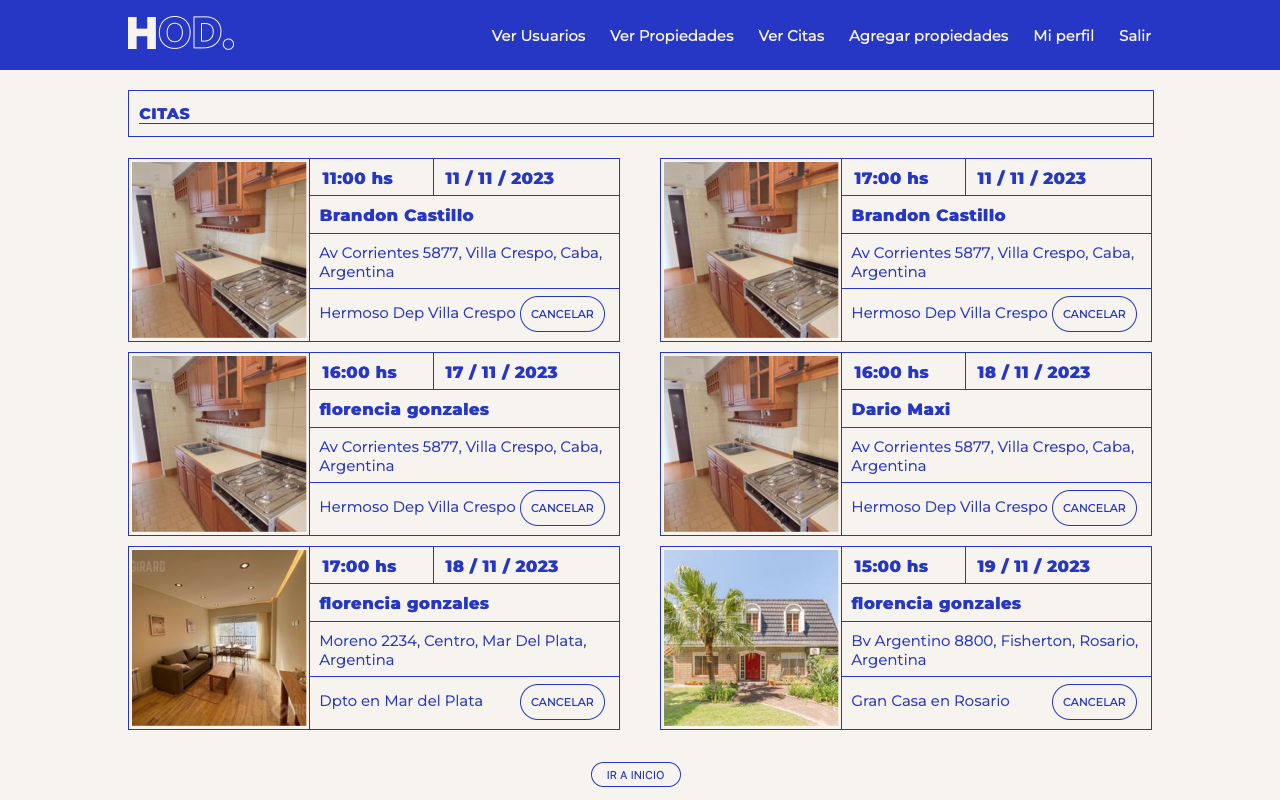 HOD.
Ver Usuarios
Ver Propiedades
Ver Citas
Agregar propiedades
Mi perfil
Salir
CITAS
11:00 hs
11 / 11 / 2023
Brandon Castillo
Av Corrientes 5877, Villa Crespo, Caba,
Argentina
Hermoso Dep Villa Crespo
CANCELAR
17:00 hs
11 / 11 / 2023
Brandon Castillo
Av Corrientes 5877, Villa Crespo, Caba,
Argentina
Hermoso Dep Villa Crespo
CANCELAR
16:00 hs
17 / 11 / 2023
florencia gonzales
Av Corrientes 5877, Villa Crespo, Caba,
Argentina
Hermoso Dep Villa Crespo
CANCELAR
16:00 hs
18 / 11 / 2023
Dario Maxi
Av Corrientes 5877, Villa Crespo, Caba,
Argentina
Hermoso Dep Villa Crespo
CANCELAR
17:00 hs
18 / 11 / 2023
florencia gonzales
Moreno 2234, Centro, Mar Del Plata,
Argentina
Dpto en Mar del Plata
CANCELAR
15:00 hs
19 / 11 / 2023
florencia gonzales
Bv Argentino 8800, Fisherton, Rosario,
Argentina
Gran Casa en Rosario
CANCELAR
IR A INICIO